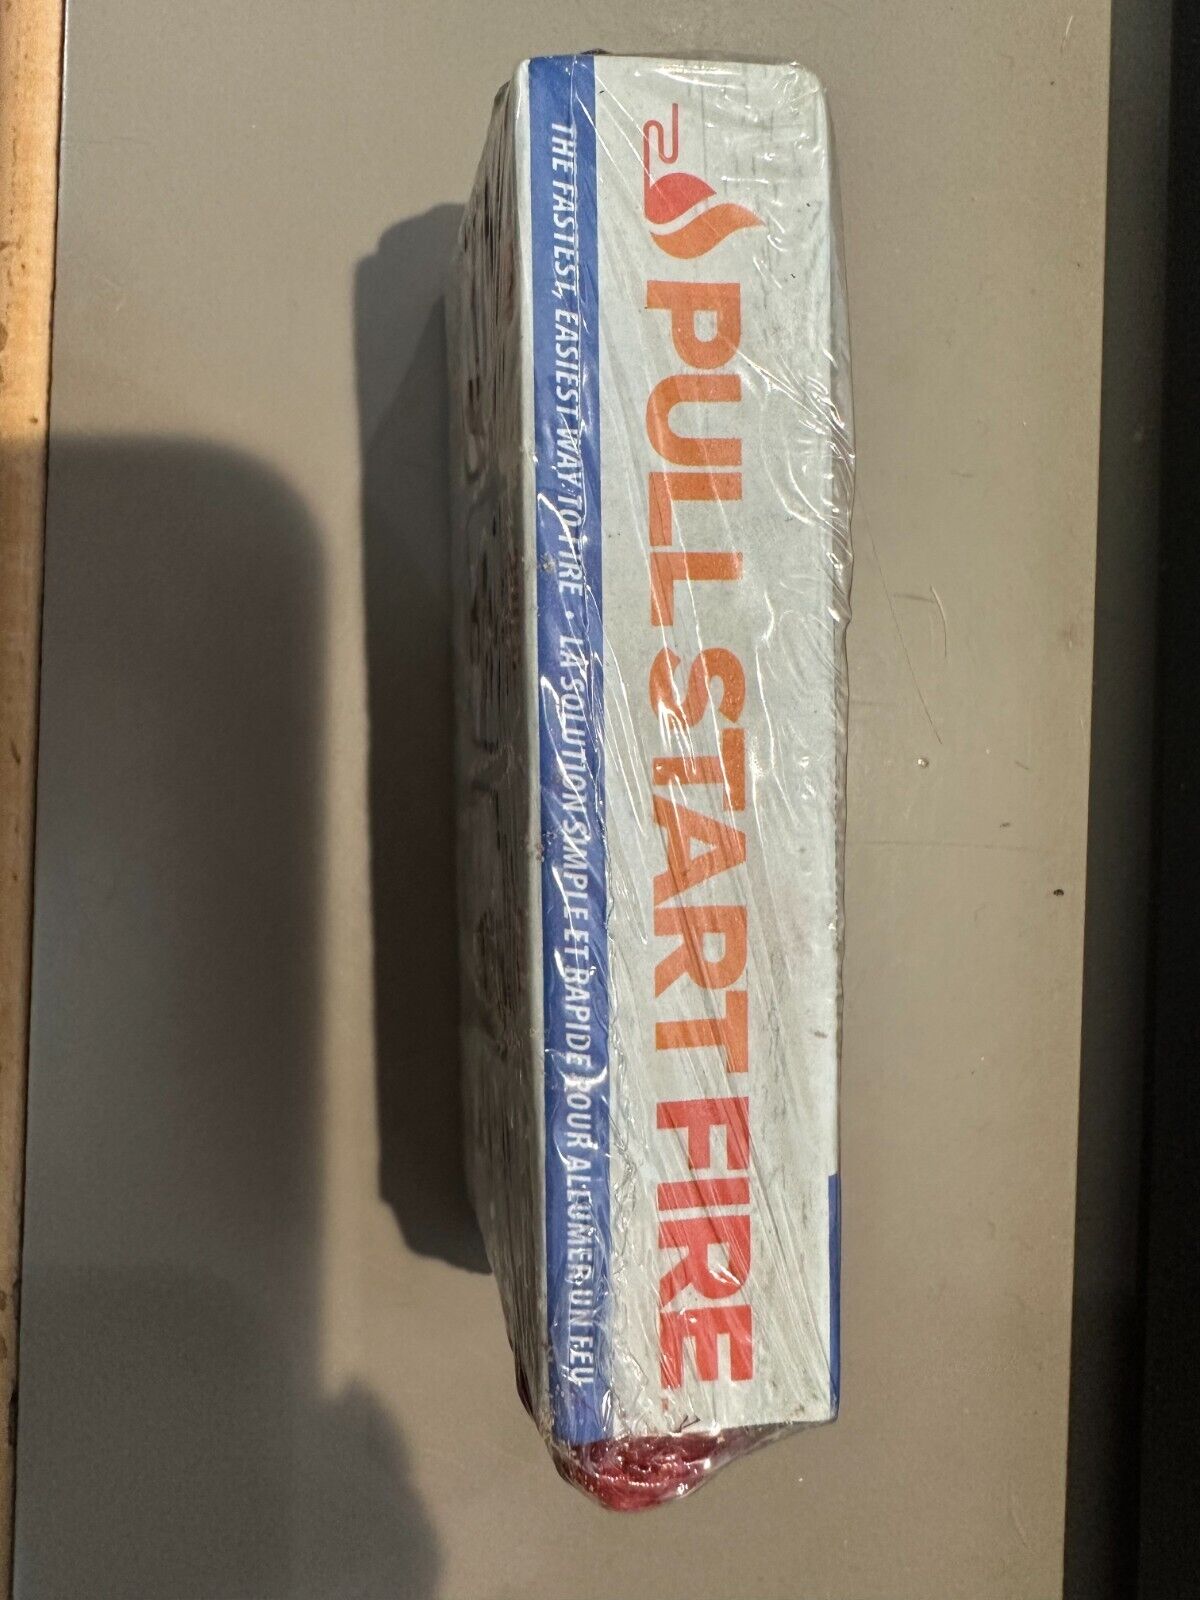 PULL START FIRE
THE FASTEST, EASIEST WAY TO FIRE • LA SOLUTION SIMPLE ET RAPIDE POUR ALLUMER UN FEU